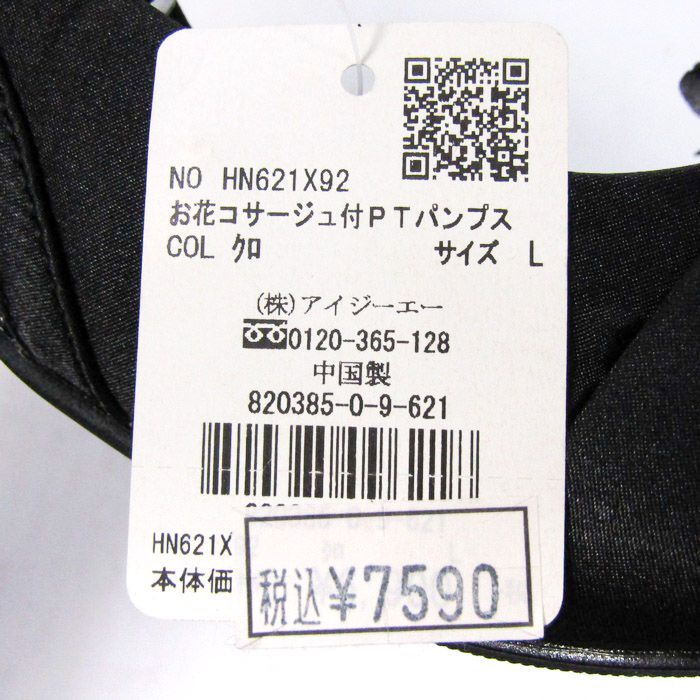 NO HN621X92
お花コサージュ付PTパンプス
COL クロ サイズ L
(株)アイジーエー
0120-365-128
中国製
820385-0-9-621
HN621X
本体価
税込¥7590